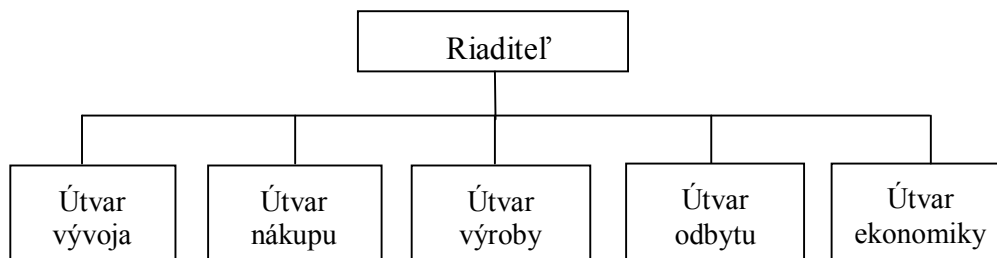 Riaditeľ
Útvar
vývoja
Útvar
nákupu
Útvar
výroby
Útvar
odbytu
Útvar
ekonomiky